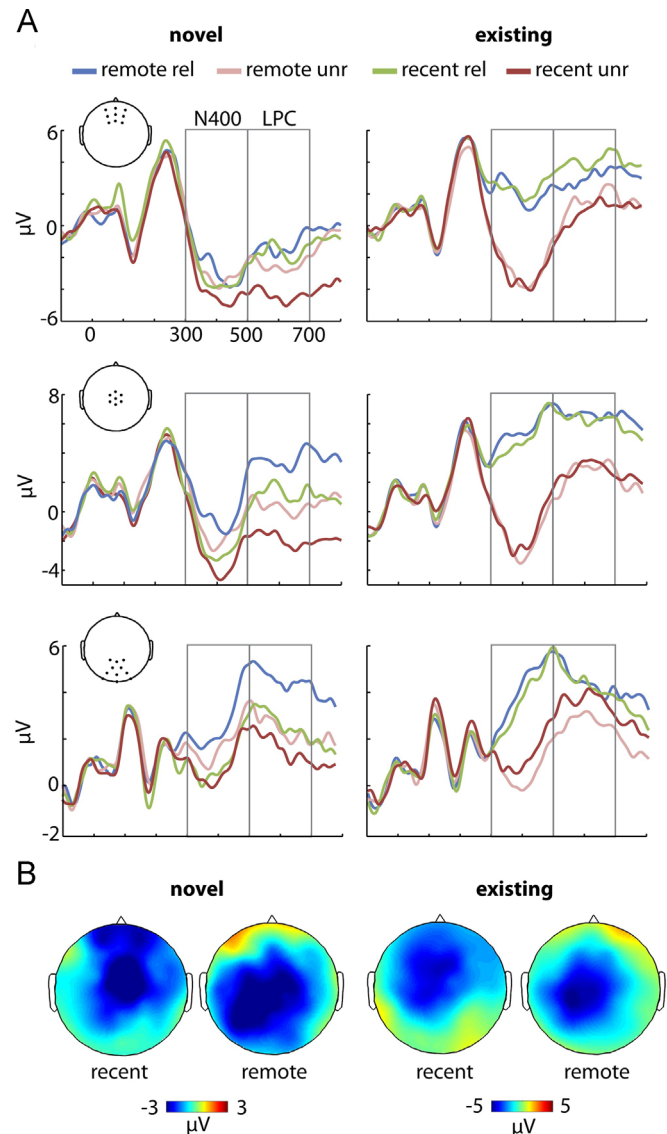 A
novel existing
remote rel remote unr recent rel recent unr
N400 LPC
6
0
-6
μV
0 300 500 700
8
4
0
-4
μV
6
0
-2
μV
B
novel existing
recent remote recent remote
-3 3 -5 5
μV μV